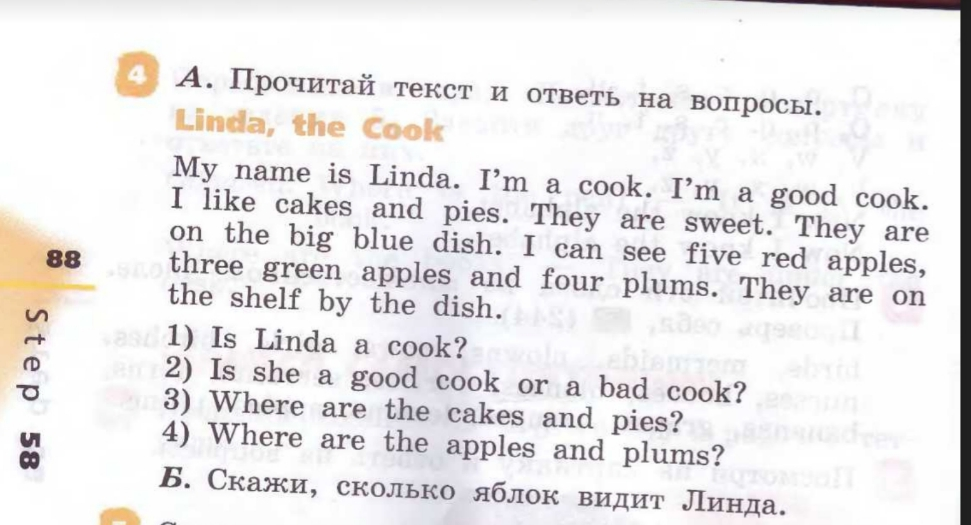 4
А. Прочитай текст и ответь на вопросы.
Linda, the Cook
My name is Linda. I'm a cook. I'm a good cook.
I like cakes and pies. They are sweet. They are
on the big blue dish. I can see five red apples,
three green apples and four plums. They are on
the shelf by the dish.
1) Is Linda a cook?
2) Is she a good cook or a bad cook?
3) Where are the cakes and pies?
4) Where are the apples and plums?
Б. Скажи, сколько яблок видит Линда.
88
Step 58